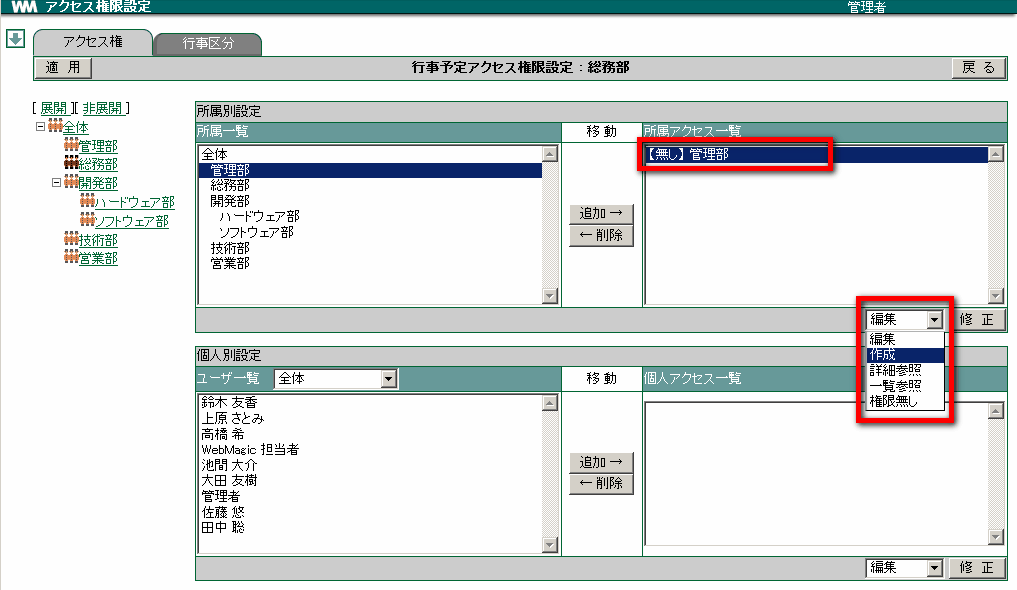 WM アクセス権限設定 管理者
アクセス権 行事区分
適 用 行事予定アクセス権限設定：総務部 戻 る
[ 展開 ][ 非展開 ]
全体
管理部
総務部
開発部
ハードウェア部
ソフトウェア部
技術部
営業部
所属別設定
所属一覧 移 動 所属アクセス一覧
全体
管理部
総務部
開発部
ハードウェア部
ソフトウェア部
技術部
営業部
追加→
←削除
【無し】管理部
編集 修 正
編集
作成
詳細参照
一覧参照
権限無し
個人別設定
ユーザ一覧 全体 移 動 個人アクセス一覧
鈴木 友香
上原 さとみ
高橋 希
WebMagic 担当者
池間 大介
大田 友樹
管理者
佐藤 悠
田中 聡
追加→
←削除
編集 修 正